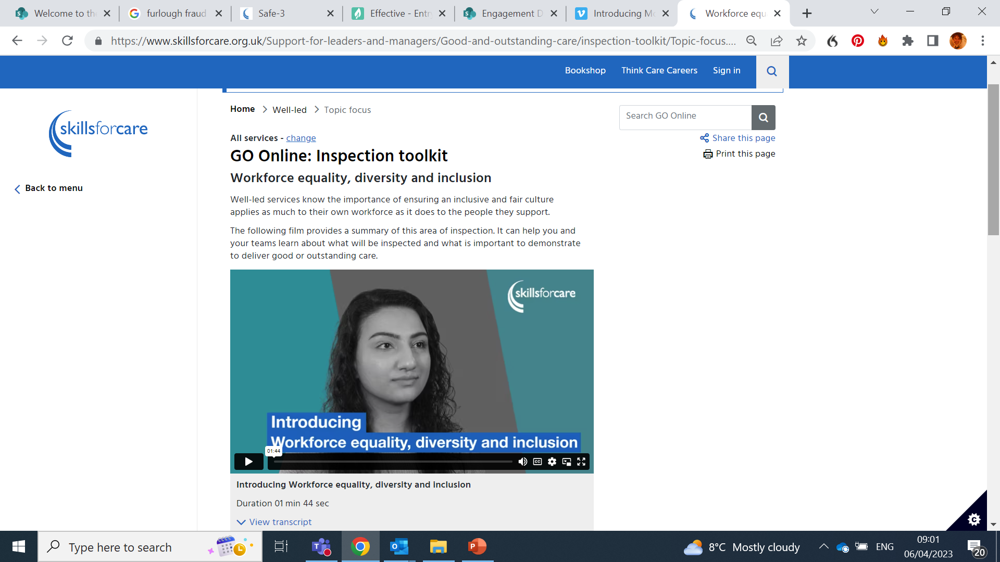 Welcome to the
furlough fraud
Safe-3
Effective - Entry
Engagement D
Introducing Mo
Workforce equ
https://www.skillsforcare.org.uk/Support-for-leaders-and-managers/Good-and-outstanding-care/inspection-toolkit/Topic-focus....
Bookshop
Think Care Careers
Sign in
skillsforcare
Back to menu
Home > Well-led > Topic focus
Search GO Online
All services - change
Share this page
GO Online: Inspection toolkit
Print this page
Workforce equality, diversity and inclusion
Well-led services know the importance of ensuring an inclusive and fair culture
applies as much to their own workforce as it does to the people they support.
The following film provides a summary of this area of inspection. It can help you and
your teams learn about what will be inspected and what is important to demonstrate
to deliver good or outstanding care.
skillsforcare
Introducing
Workforce equality, diversity and inclusion
01:44
CC
Introducing Workforce equality, diversity and inclusion
Duration 01 min 44 sec
View transcript
Type here to search
8°C Mostly cloudy
ENG
09:01
06/04/2023
20